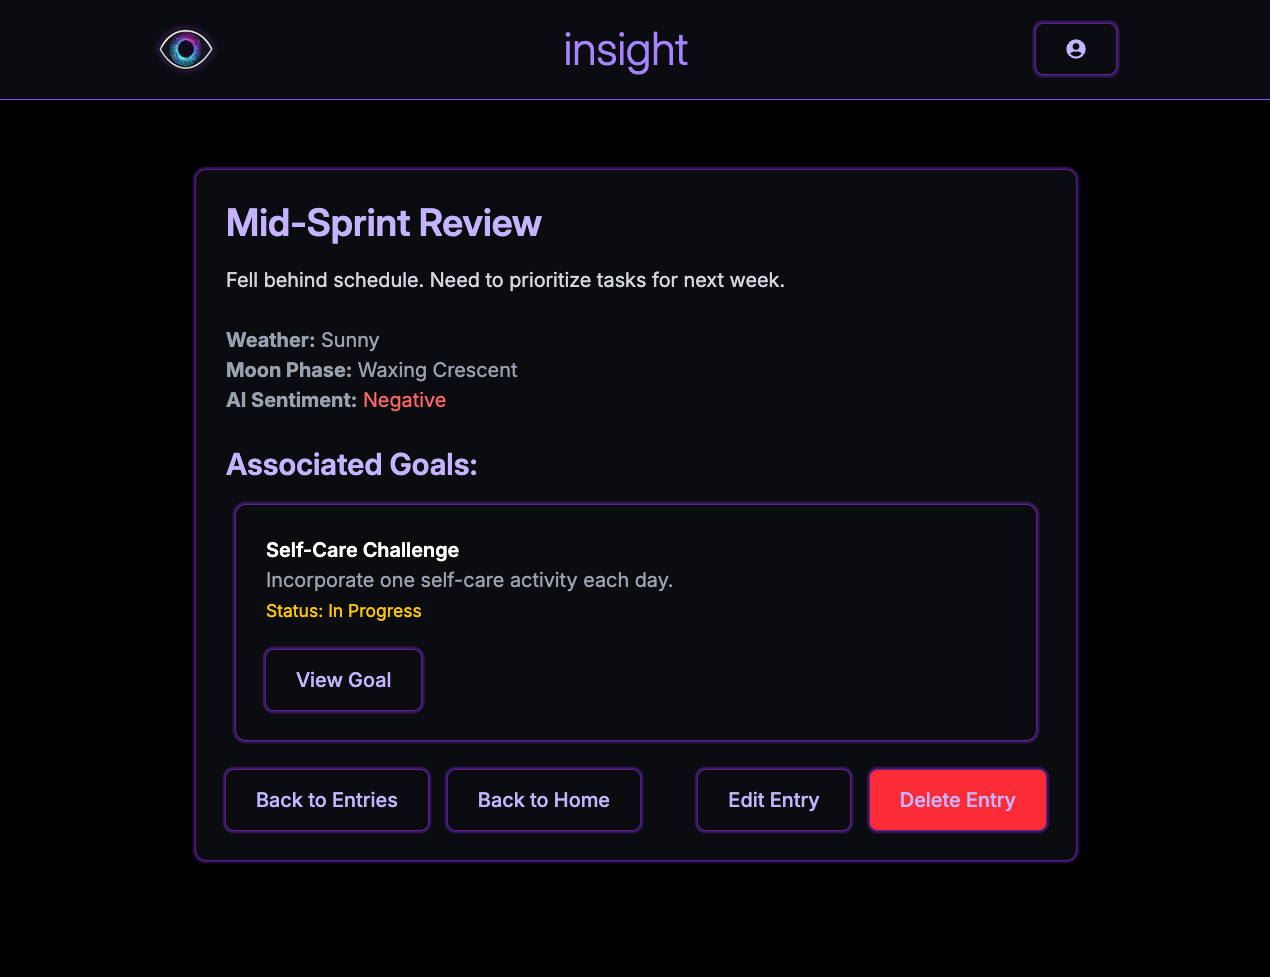 insight
Mid-Sprint Review
Fell behind schedule. Need to prioritize tasks for next week.
Weather: Sunny
Moon Phase: Waxing Crescent
AI Sentiment: Negative
Associated Goals:
Self-Care Challenge
Incorporate one self-care activity each day.
Status: In Progress
View Goal
Back to Entries
Back to Home
Edit Entry
Delete Entry